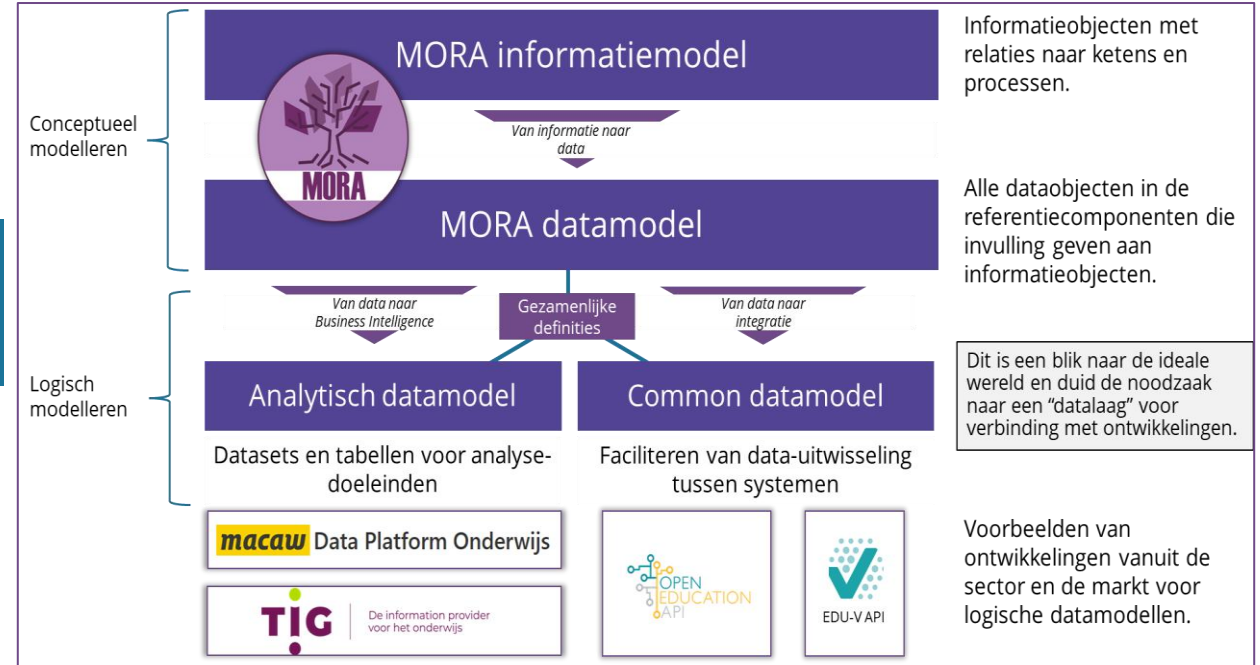 MORA informatiemodel
Informatieobjecten met
relaties naar ketens en
processen.
Conceptueel
modelleren
Van informatie naar
data
MORA
MORA datamodel
Alle dataobjecten in de
referentiecomponenten die
invulling geven aan
informatieobjecten.
Van data naar
Business Intelligence
Gezamenlijke
definities
Van data naar
integratie
Logisch
modelleren
Analytisch datamodel
Common datamodel
Dit is een blik naar de ideale
wereld en duid de noodzaak
naar een “datalaag” voor
verbinding met ontwikkelingen.
Datasets en tabellen voor analyse-
doeleinden
Faciliteren van data-uitwisseling
tussen systemen
macaw Data Platform Onderwijs
TIG
De information provider
voor het onderwijs
OPEN
EDUCATION
API
EDU-V API
Voorbeelden van
ontwikkelingen vanuit de
sector en de markt voor
logische datamodellen.